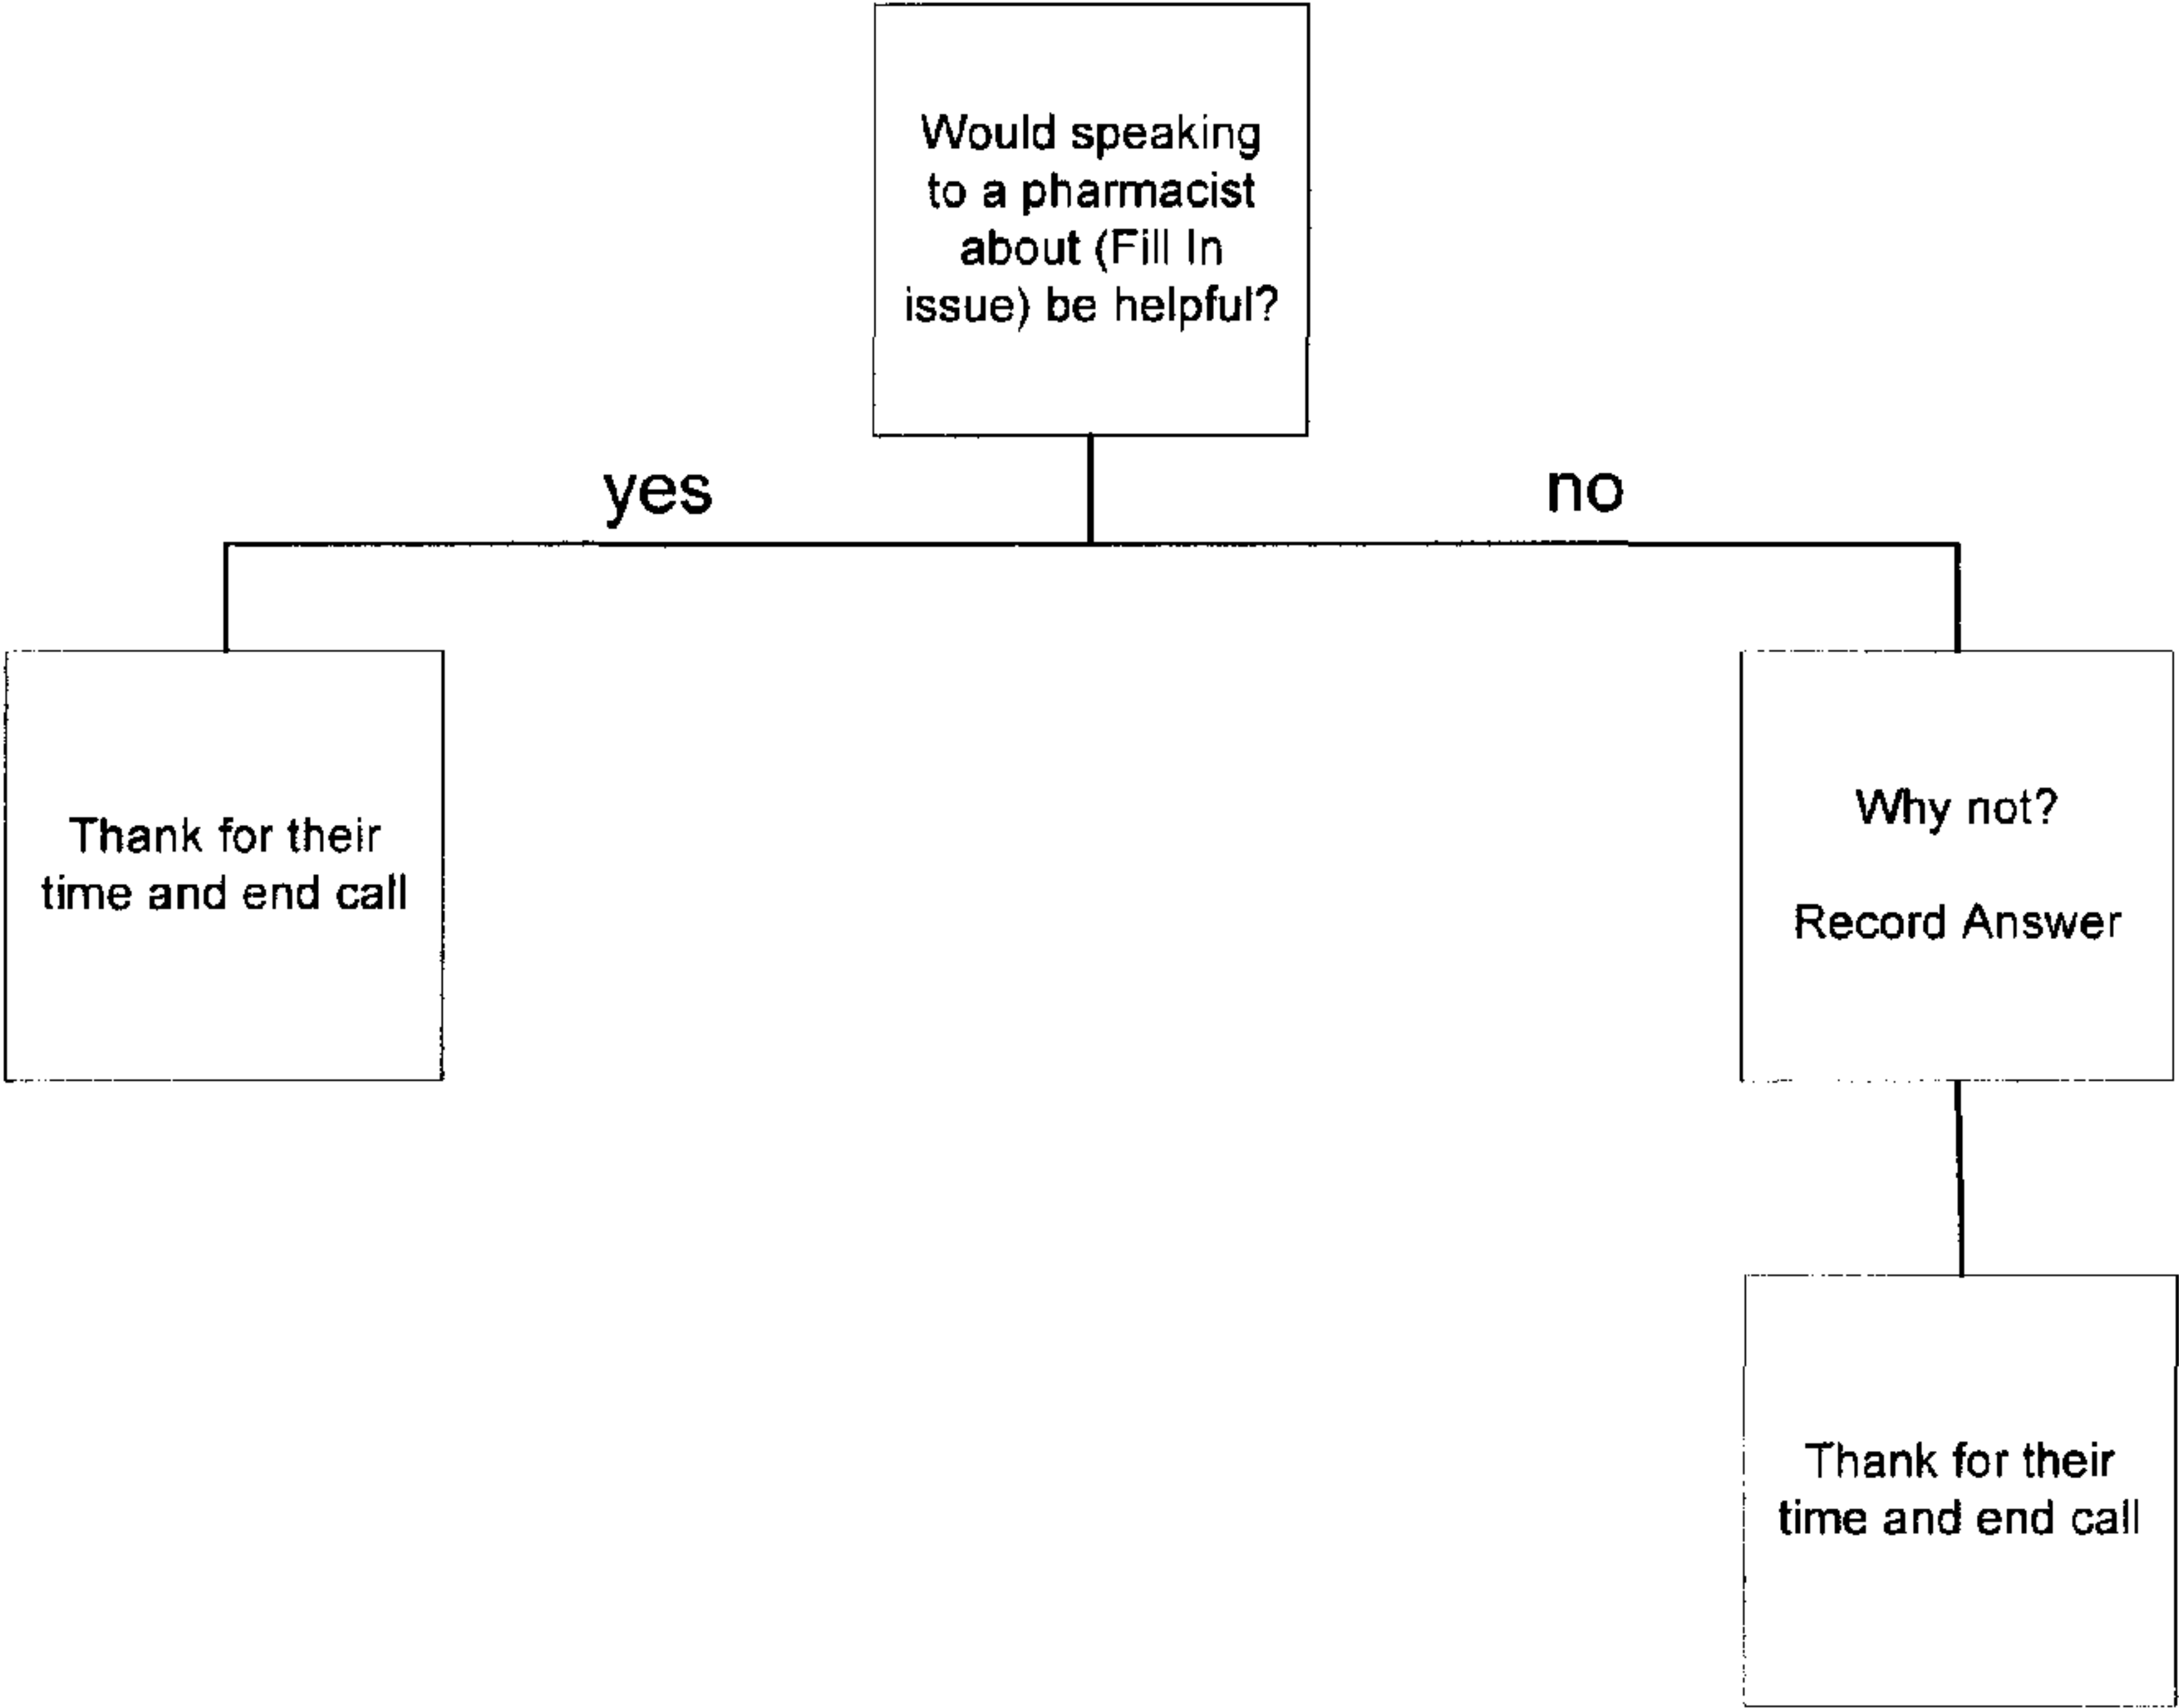 Would speaking
to a pharmacist
about (Fill In
issue) be helpful?
yes
no
Thank for their
time and end call
Why not?
Record Answer
Thank for their
time and end call